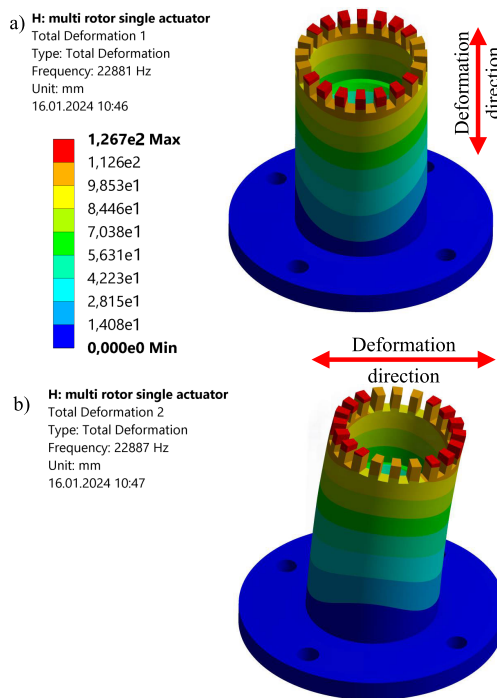 a)
H: multi rotor single actuator
Total Deformation 1
Type: Total Deformation
Frequency: 22881 Hz
Unit: mm
16.01.2024 10:46
Deformation
direction
1,267e2 Max
1,126e2
9,853e1
8,446e1
7,038e1
5,631e1
4,223e1
2,815e1
1,408e1
0,000e0 Min
Deformation
direction
b)
H: multi rotor single actuator
Total Deformation 2
Type: Total Deformation
Frequency: 22887 Hz
Unit: mm
16.01.2024 10:47